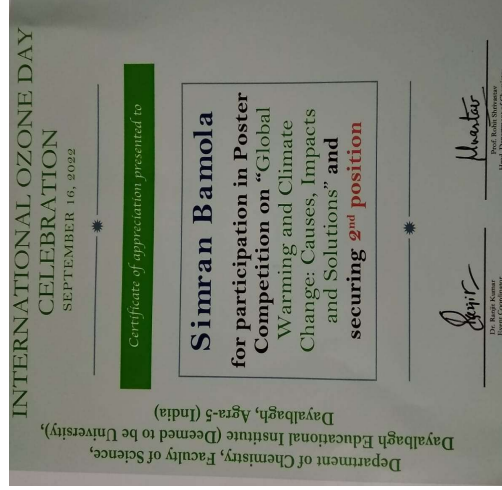 INTERNATIONAL OZONE DAY
CELEBRATION
SEPTEMBER 16, 2022
Certificate of appreciation presented to
Simran Bamola
for participation in Poster
Competition on “Global
Warming and Climate
Change: Causes, Impacts
and Solutions” and
securing 2nd position
Dr. Ranjit Kumar
Event Coordinator
Prof. Rohit Shrivastav
Department of Chemistry, Faculty of Science,
Dayalbagh Educational Institute (Deemed to be University),
Dayalbagh, Agra-5 (India)